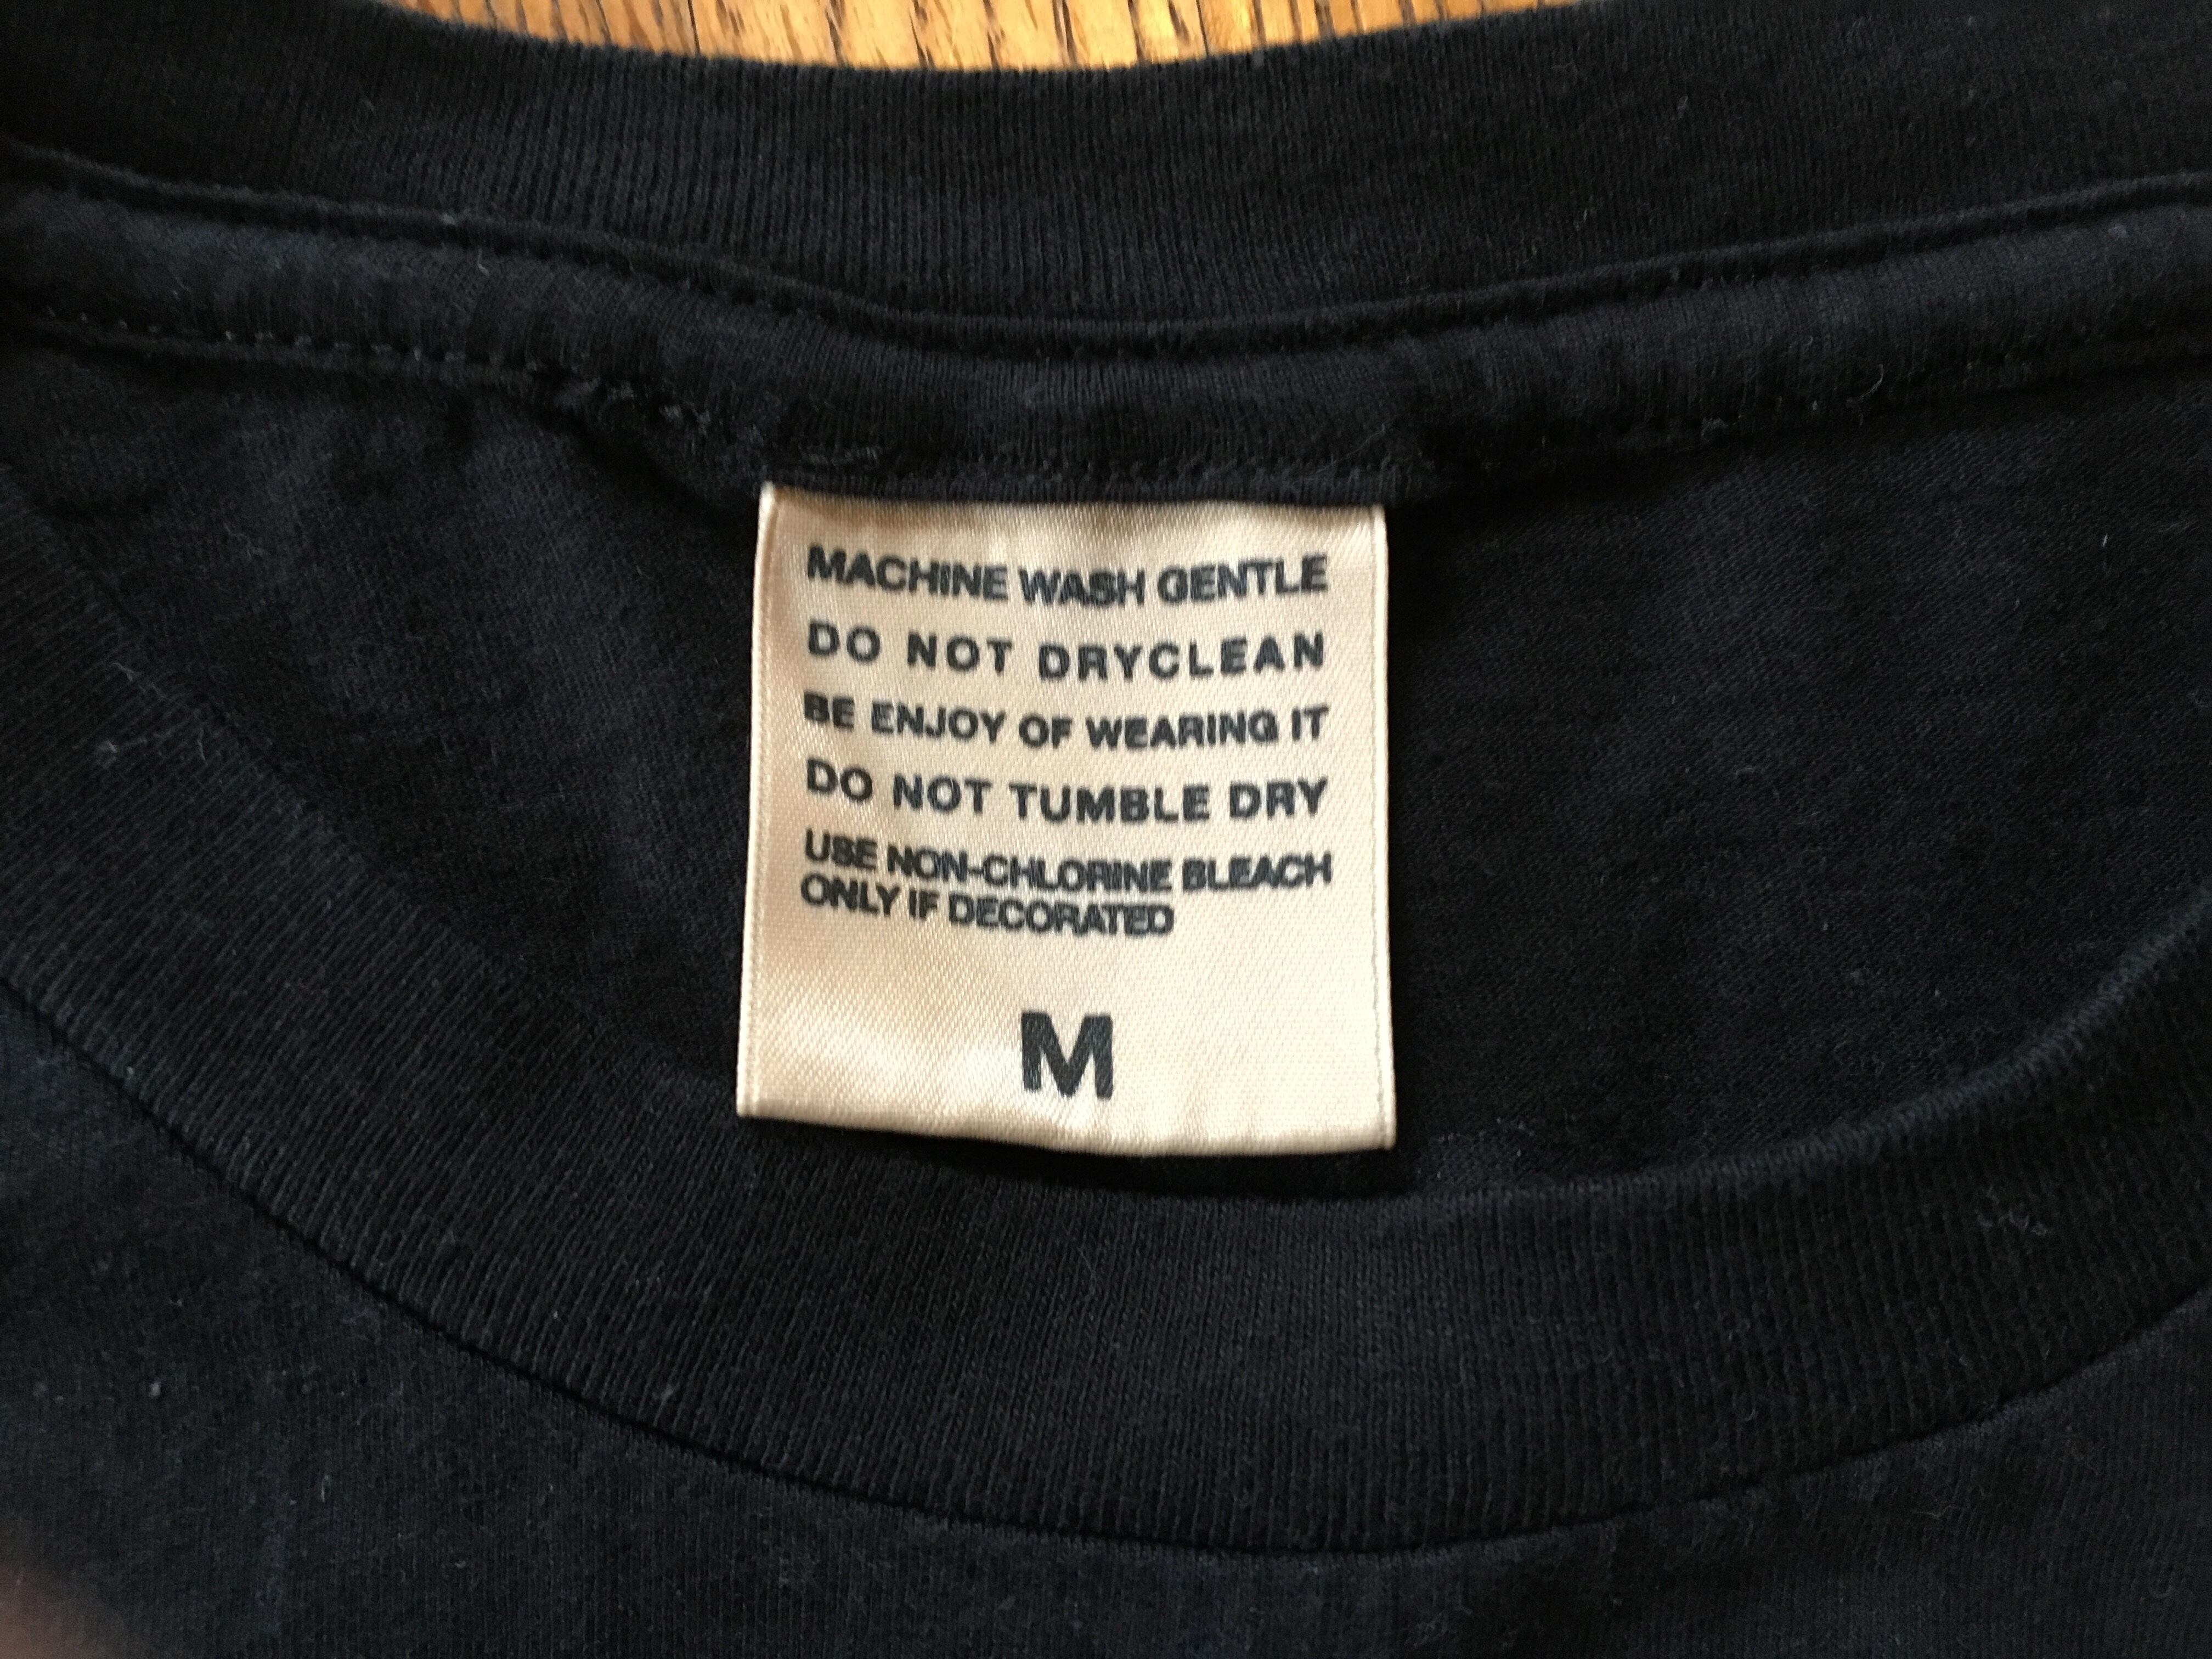 MACHINE WASH GENTLE
DO NOT DRYCLEAN
BE ENJOY OF WEARING IT
DO NOT TUMBLE DRY
USE NON-CHLORINE BLEACH
ONLY IF DECORATED
M